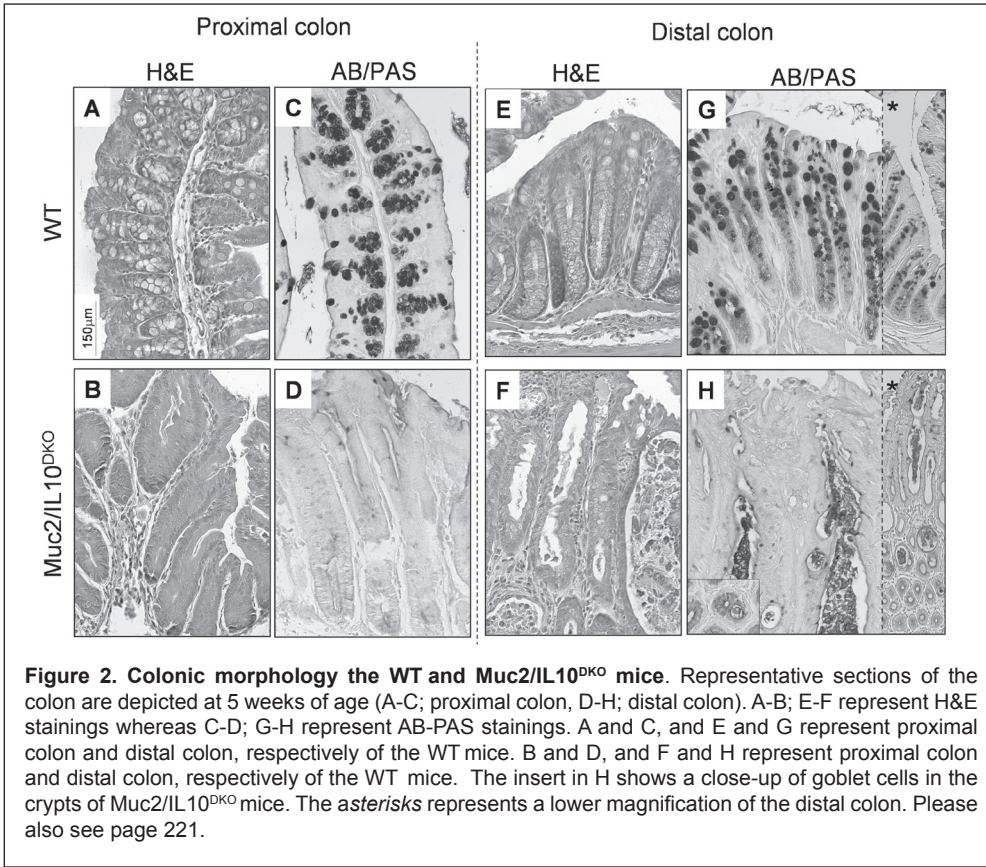 Proximal colon
Distal colon
H&E
AB/PAS
H&E
AB/PAS
WT
A
C
E
G
*
150µm
Muc2/IL10DKO
B
D
F
H
*
Figure 2. Colonic morphology the WT and Muc2/IL10DKO mice. Representative sections of the
colon are depicted at 5 weeks of age (A-C; proximal colon, D-H; distal colon). A-B; E-F represent H&E
stainings whereas C-D; G-H represent AB-PAS stainings. A and C, and E and G represent proximal
colon and distal colon, respectively of the WT mice. B and D, and F and H represent proximal colon
and distal colon, respectively of the WT mice. The insert in H shows a close-up of goblet cells in the
crypts of Muc2/IL10DKO mice. The asterisks represents a lower magnification of the distal colon. Please
also see page 221.